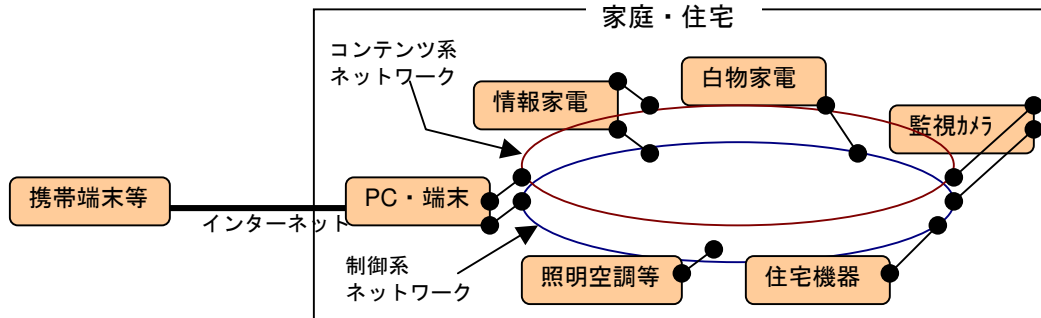 家庭・住宅
コンテンツ系
ネットワーク
情報家電
白物家電
監視ｶﾒﾗ
携帯端末等
インターネット
PC・端末
制御系
ネットワーク
照明空調等
住宅機器